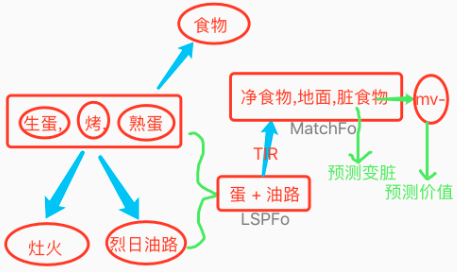 食物
净食物,地面,脏食物
mv-
生蛋,
烤,
熟蛋
MatchFo
TIR
预测变脏
预测价值
蛋 + 油路
LSPFo
灶火
烈日油路